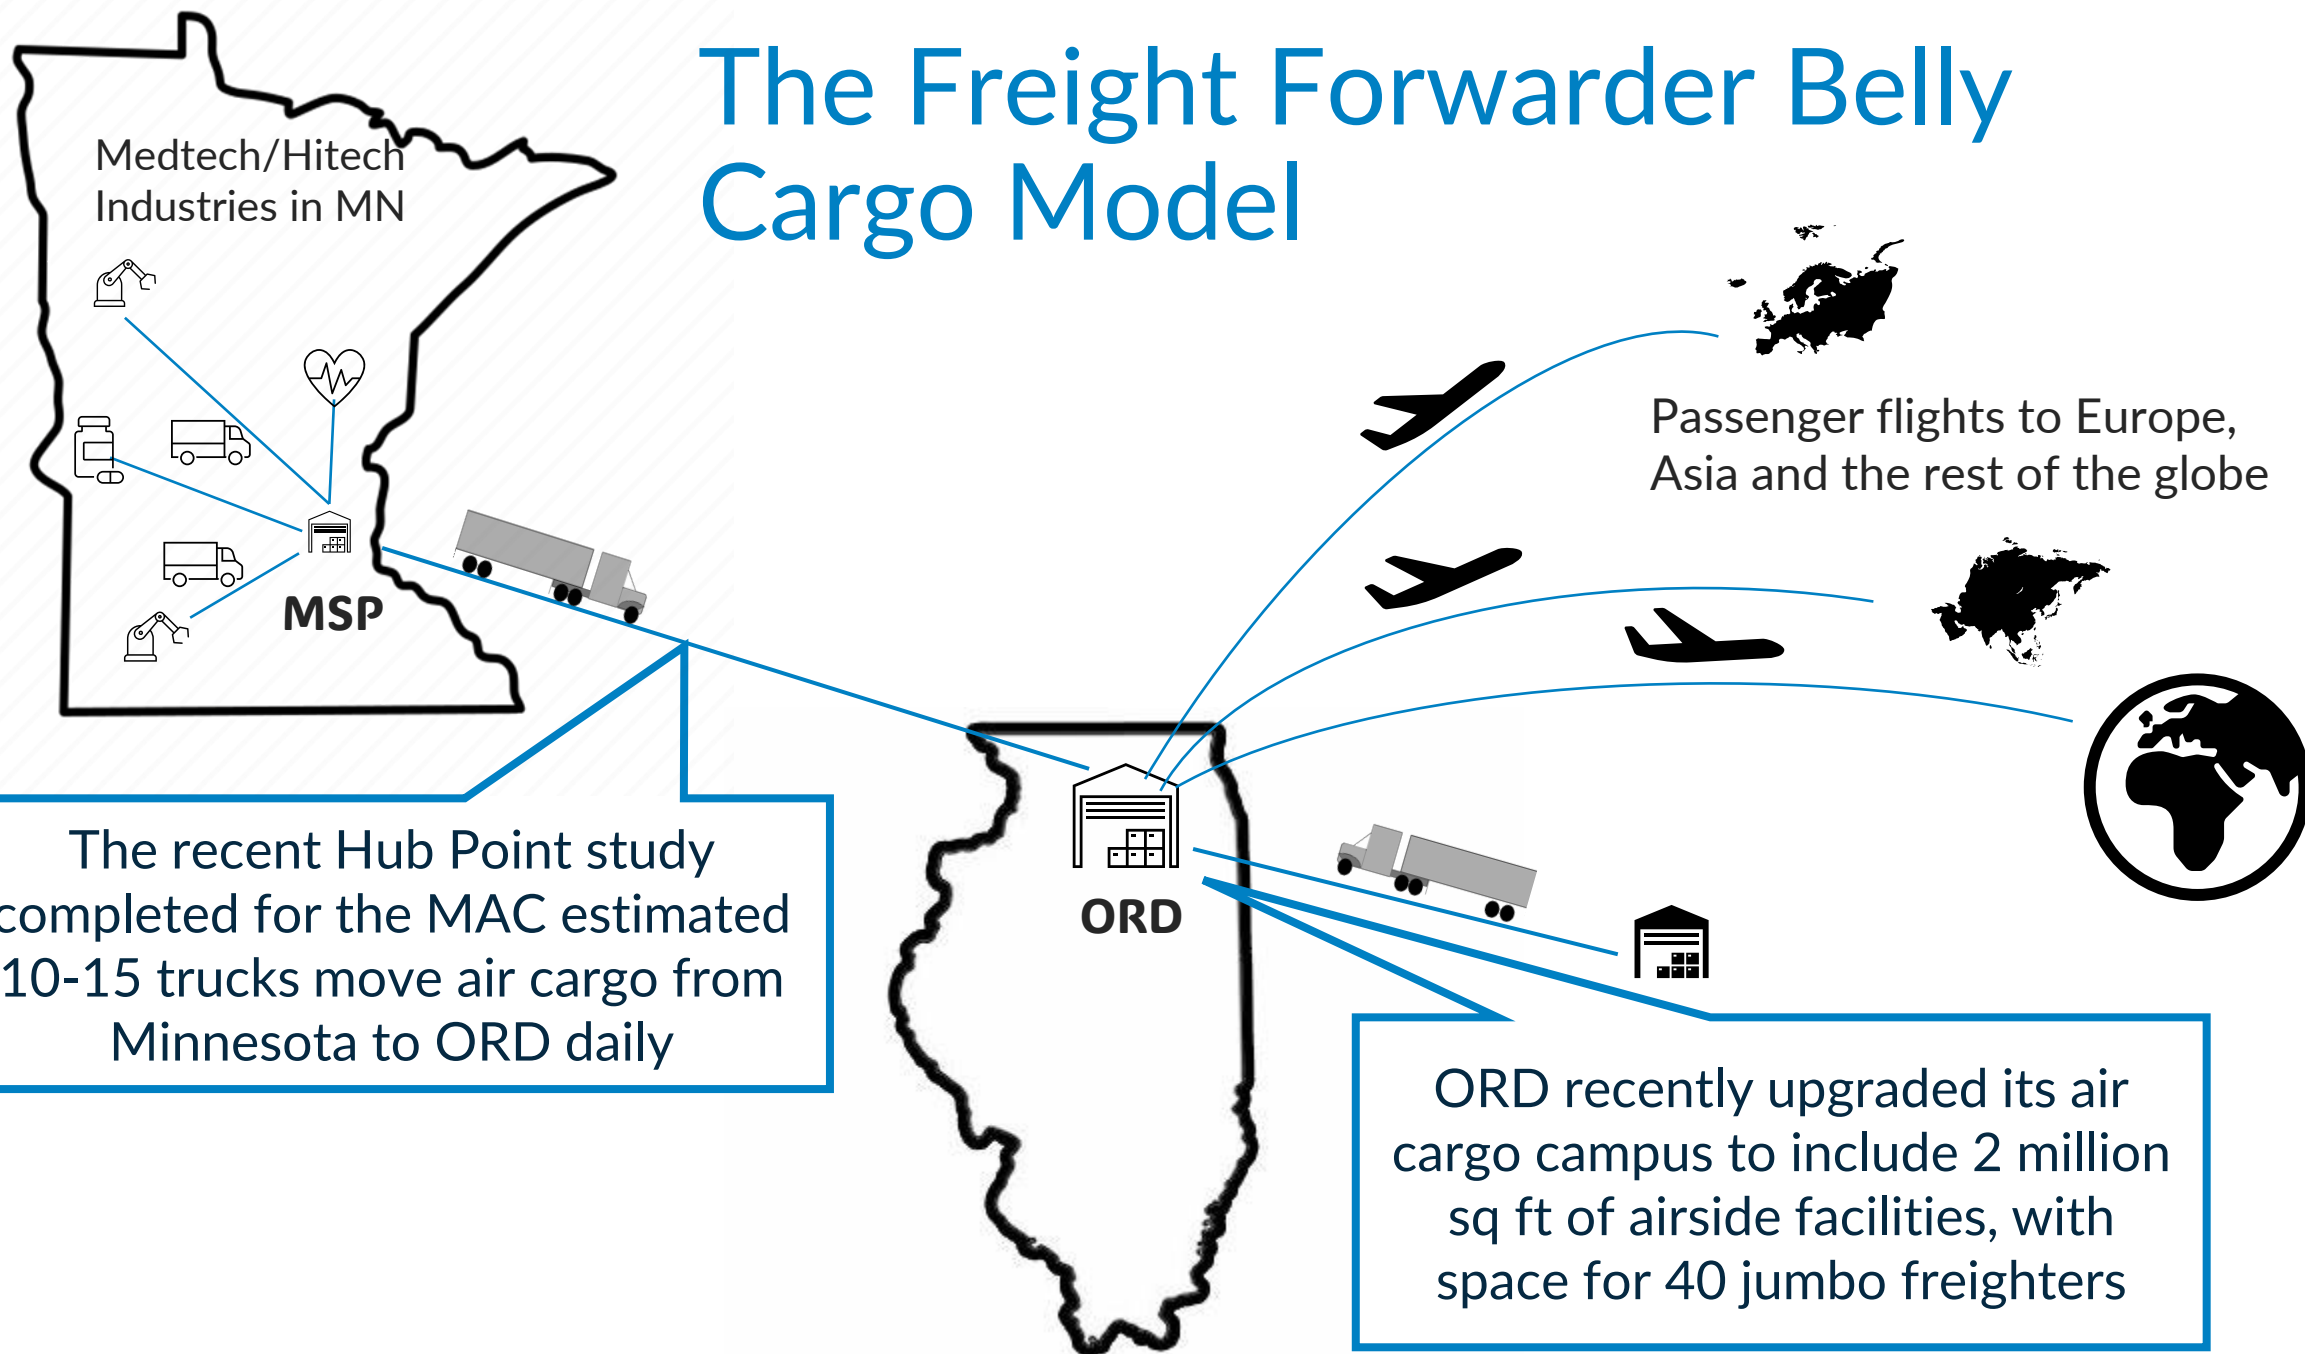 The Freight Forwarder Belly
Cargo Model
Medtech/Hitech
Industries in MN
MSP
Passenger flights to Europe,
Asia and the rest of the globe
ORD
The recent Hub Point study
completed for the MAC estimated
10-15 trucks move air cargo from
Minnesota to ORD daily
ORD recently upgraded its air
cargo campus to include 2 million
sq ft of airside facilities, with
space for 40 jumbo freighters